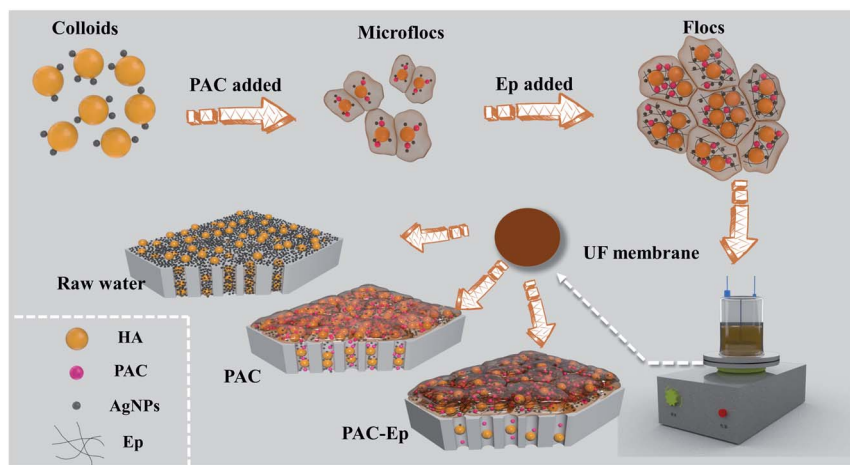 Colloids
Microflocs
Flocs
PAC added
Ep added
UF membrane
Raw water
PAC
PAC-Ep
HA
PAC
AgNPs
Ep